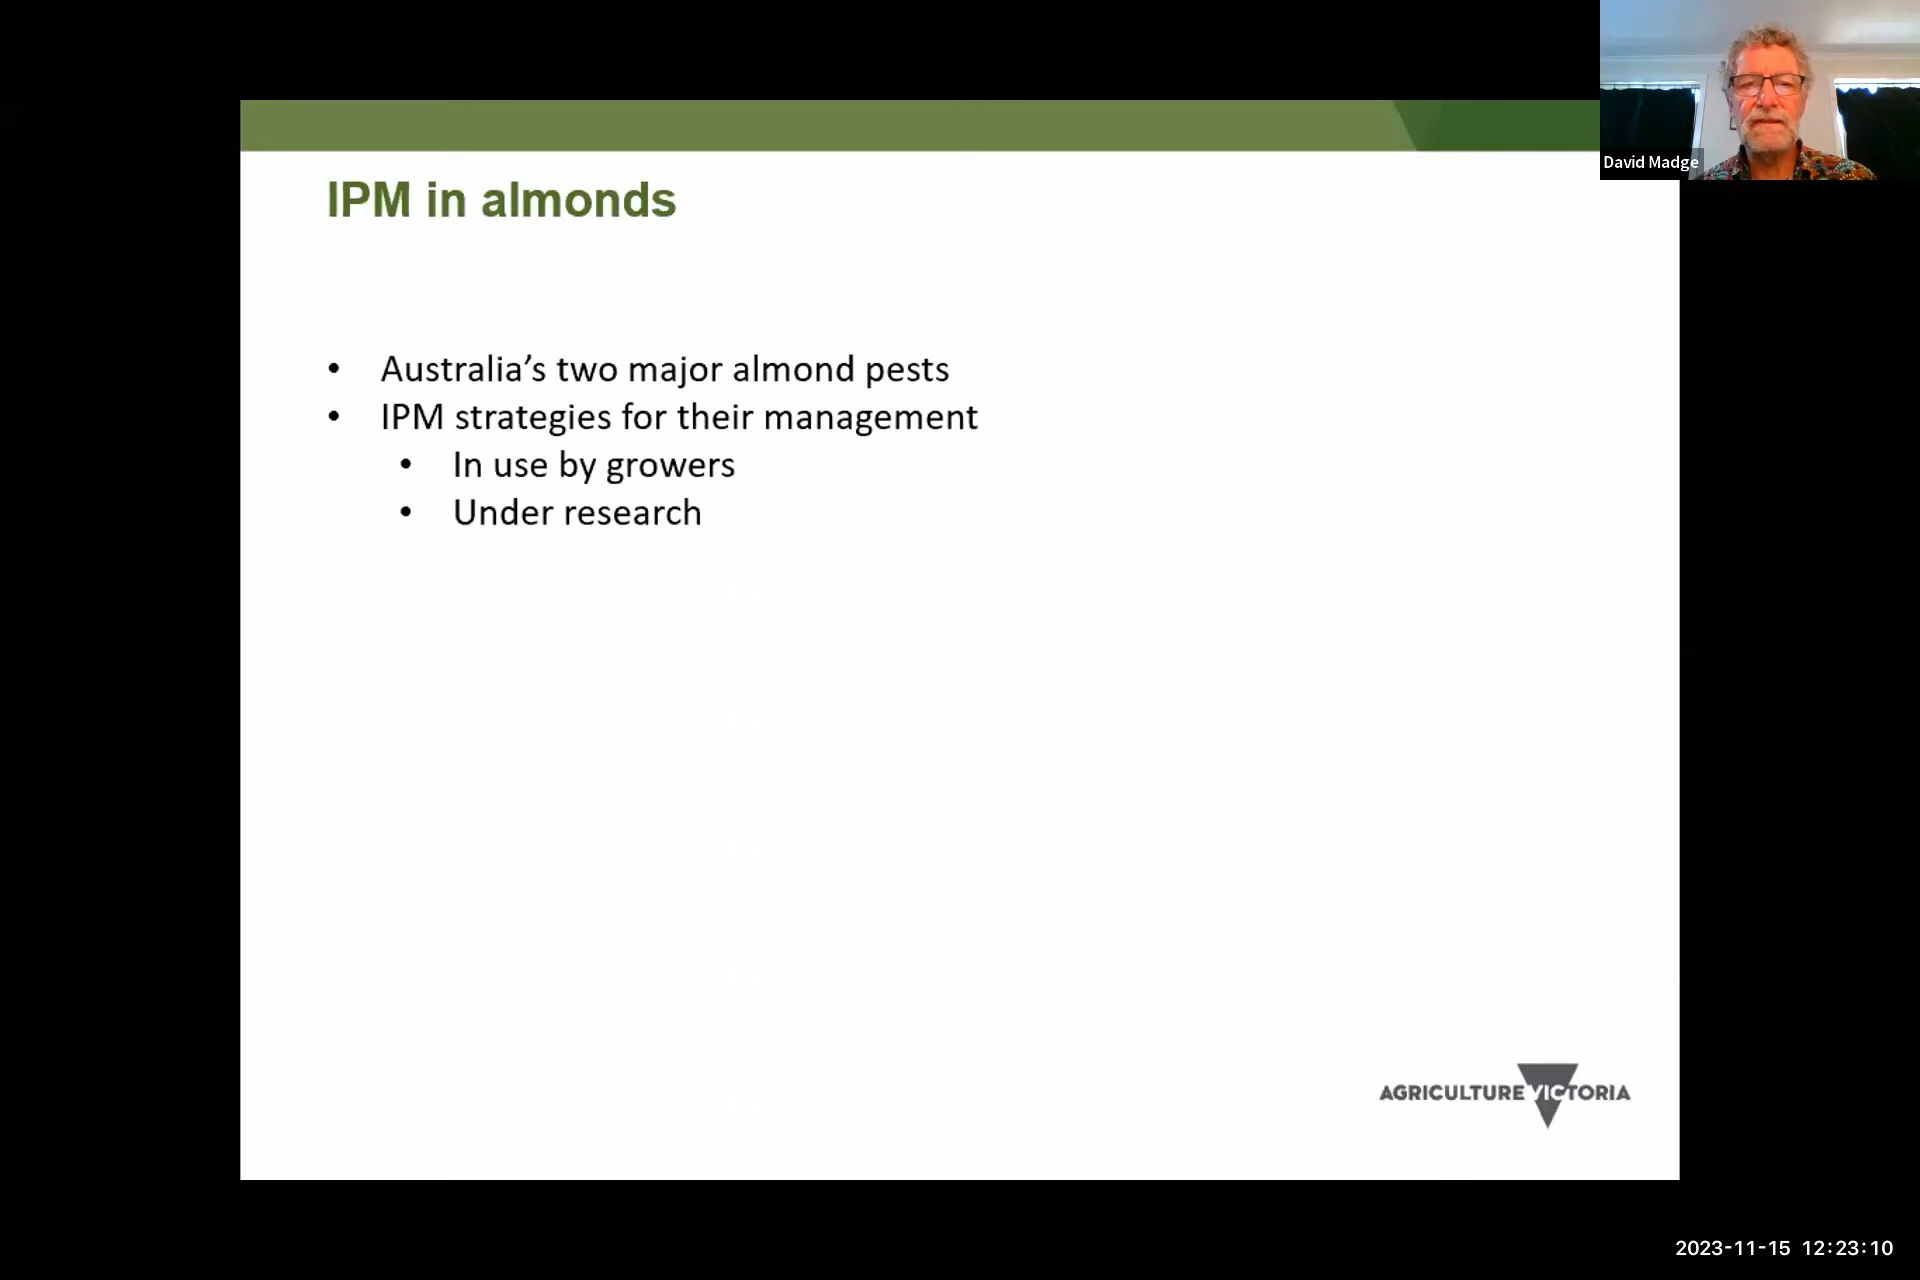 David Madge
IPM in almonds
• Australia’s two major almond pests
• IPM strategies for their management
• In use by growers
• Under research
AGRICULTURE VICTORIA
2023-11-15 12:23:10